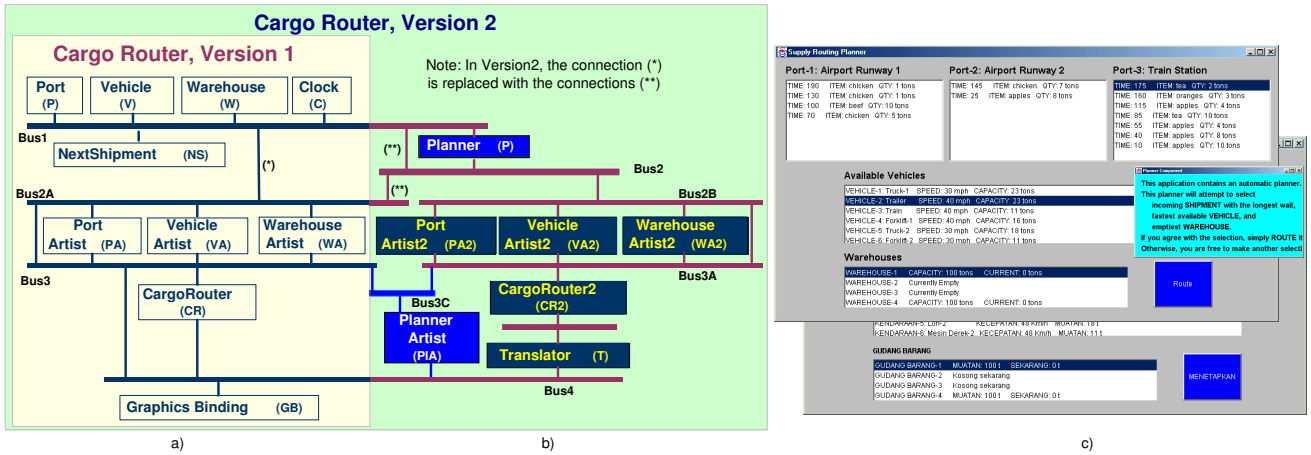 Cargo Router, Version 2
Cargo Router, Version 1
Note: In Version2, the connection (*)
is replaced with the connections (**)
Port
(P)
Vehicle
(V)
Warehouse
(W)
Clock
(C)
Bus1
NextShipment (NS)
(*)
(**)
Planner (P)
Bus2
(**)
Bus2A
Bus2B
Port
Artist (PA)
Vehicle
Artist (VA)
Warehouse
Artist (WA)
Port
Artist2 (PA2)
Vehicle
Artist2 (VA2)
Warehouse
Artist2 (WA2)
Bus3
Bus3A
CargoRouter
(CR)
Bus3C
CargoRouter2
(CR2)
Planner
Artist
(PlA)
Translator (T)
Bus4
Graphics Binding (GB)
a)
b)
Supply Routing Planner
Port-1: Airport Runway 1
TIME: 190 ITEM: chicken QTY: 1 tons
TIME: 130 ITEM: chicken QTY: 1 tons
TIME: 100 ITEM: beef QTY: 10 tons
TIME: 70 ITEM: chicken QTY: 5 tons
Port-2: Airport Runway 2
TIME: 145 ITEM: chicken QTY: 7 tons
TIME: 25 ITEM: apples QTY: 8 tons
Port-3: Train Station
TIME: 175 ITEM: tea QTY: 2 tons
TIME: 160 ITEM: oranges QTY: 3 tons
TIME: 115 ITEM: apples QTY: 4 tons
TIME: 85 ITEM: tea QTY: 10 tons
TIME: 55 ITEM: apples QTY: 4 tons
TIME: 40 ITEM: apples QTY: 8 tons
TIME: 10 ITEM: apples QTY: 10 tons
Available Vehicles
VEHICLE-1: Truck-1 SPEED: 30 mph CAPACITY: 23 tons
VEHICLE-2: Trailer SPEED: 40 mph CAPACITY: 23 tons
VEHICLE-3: Train SPEED: 40 mph CAPACITY: 11 tons
VEHICLE-4: Forklift-1 SPEED: 40 mph CAPACITY: 16 tons
VEHICLE-5: Truck-2 SPEED: 30 mph CAPACITY: 18 tons
VEHICLE-6: Forklift-2 SPEED: 30 mph CAPACITY: 11 tons
Planner Component
This application contains an automatic planner.
This planner will attempt to select
incoming SHIPMENT with the longest wait,
fastest available VEHICLE, and
emptiest WAREHOUSE.
If you agree with the selection, simply ROUTE it
Otherwise, you are free to make another selecti
Warehouses
WAREHOUSE-1 CAPACITY: 100 tons CURRENT: 0 tons
WAREHOUSE-2 Currently Empty
WAREHOUSE-3 Currently Empty
WAREHOUSE-4 CAPACITY: 100 tons CURRENT: 0 tons
Route
KENDARAAN-6: Mesin Derek-2 KECEPATAN: 48 Km/h MUATAN: 11 t
GUDANG BARANG
GUDANG BARANG-1 MUATAN: 100 t SEKARANG: 0 t
GUDANG BARANG-2 Kosong sekarang
GUDANG BARANG-3 Kosong sekarang
GUDANG BARANG-4 MUATAN: 100 t SEKARANG: 0 t
MENETAPKAN
c)